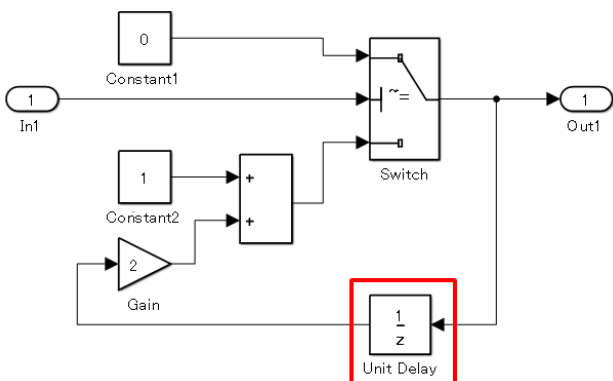 0
Constant1
1
In1
~=
1
Out1
Switch
1
Constant2
+
+
2
Gain
1
z
Unit Delay